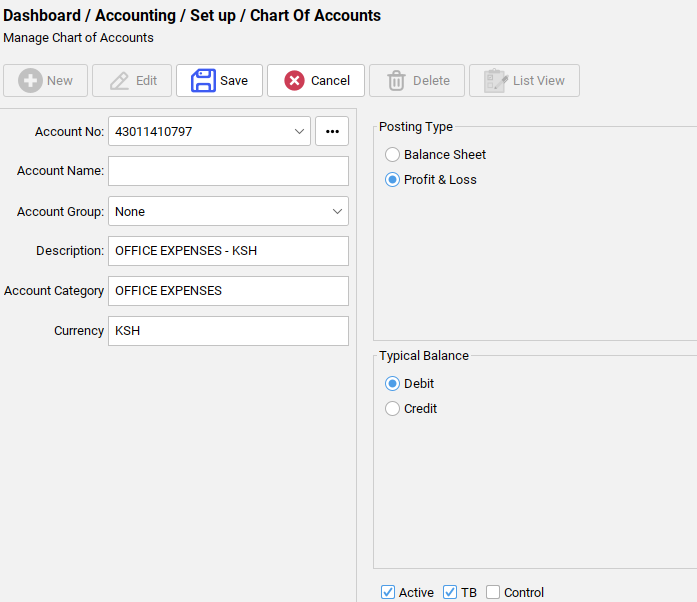 Dashboard / Accounting / Set up / Chart Of Accounts
Manage Chart of Accounts
New Edit Save Cancel Delete List View
Account No: 43011410797
Account Name:
Account Group: None
Description: OFFICE EXPENSES - KSH
Account Category OFFICE EXPENSES
Currency KSH
Posting Type
Balance Sheet
Profit & Loss
Typical Balance
Debit
Credit
Active TB Control